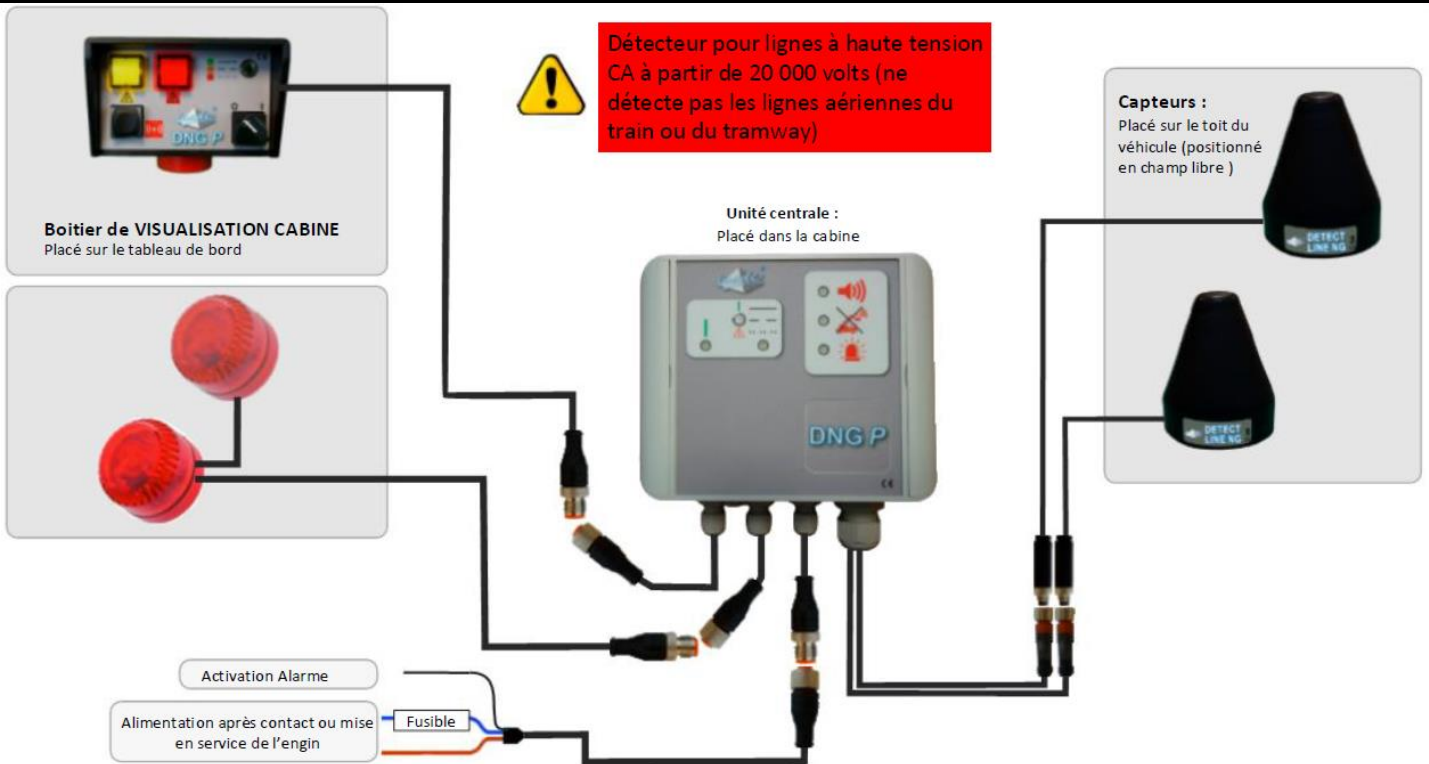 DNG P
Boitier de VISUALISATION CABINE
Placé sur le tableau de bord
Détecteur pour lignes à haute tension
CA à partir de 20 000 volts (ne
détecte pas les lignes aériennes du
train ou du tramway)
Unité centrale :
Placé dans la cabine
DNG P
CE
Capteurs :
Placé sur le toit du
véhicule (positionné
en champ libre )
DETECT
LINE NG
DETECT
LINE NG
Activation Alarme
Alimentation après contact ou mise
en service de l'engin
Fusible